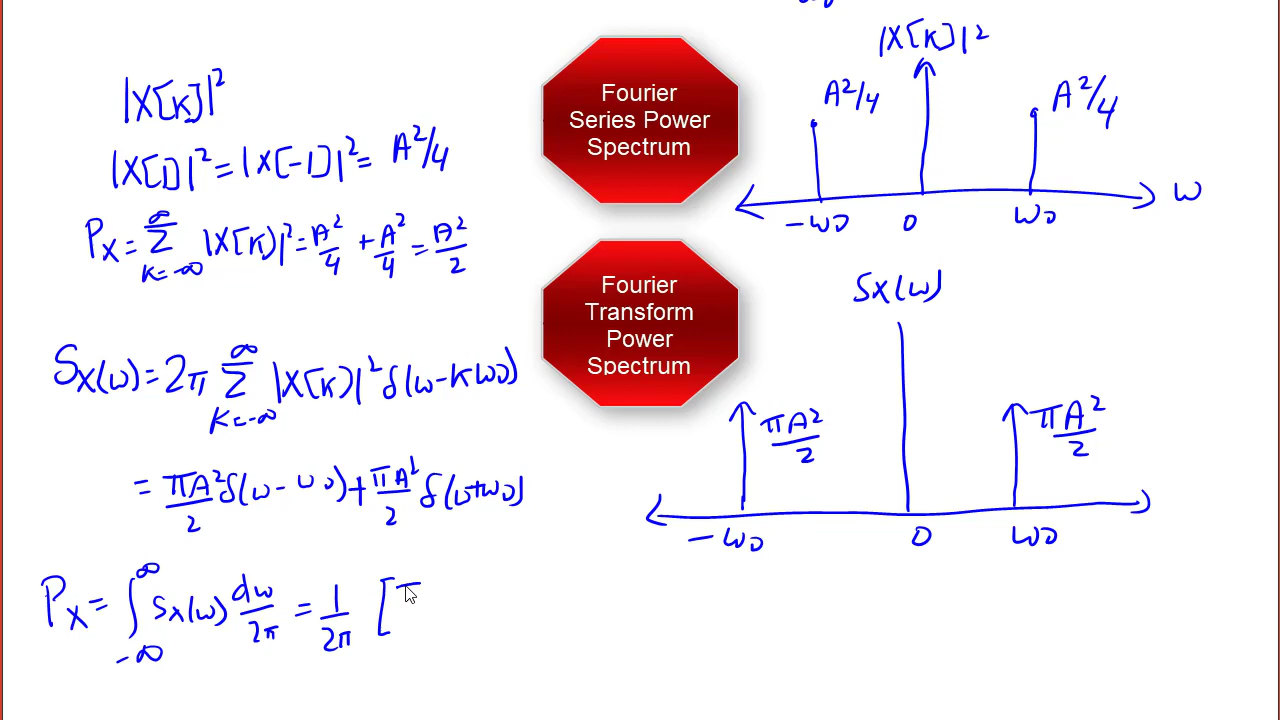 |X[K]|²
|X[1]|² = |X[-1]|² = A²/4
Px = Σ_{K=-∞}^{∞} |X[K]|² = A²/4 + A²/4 = A²/2
Sx(ω) = 2π Σ_{K=-∞}^{∞} |X[K]|² δ(ω-Kω0)
= πA²/2 δ(ω-ω0) + πA²/2 δ(ω+ω0)
Px = ∫_{-∞}^{∞} Sx(ω) dω/2π = 1/2π [
Fourier
Series Power
Spectrum
Fourier
Transform
Power
Spectrum
|X[K]|²
A²/4 A²/4
-ω0 0 ω0 ω
Sx(ω)
πA²/2 πA²/2
-ω0 0 ω0